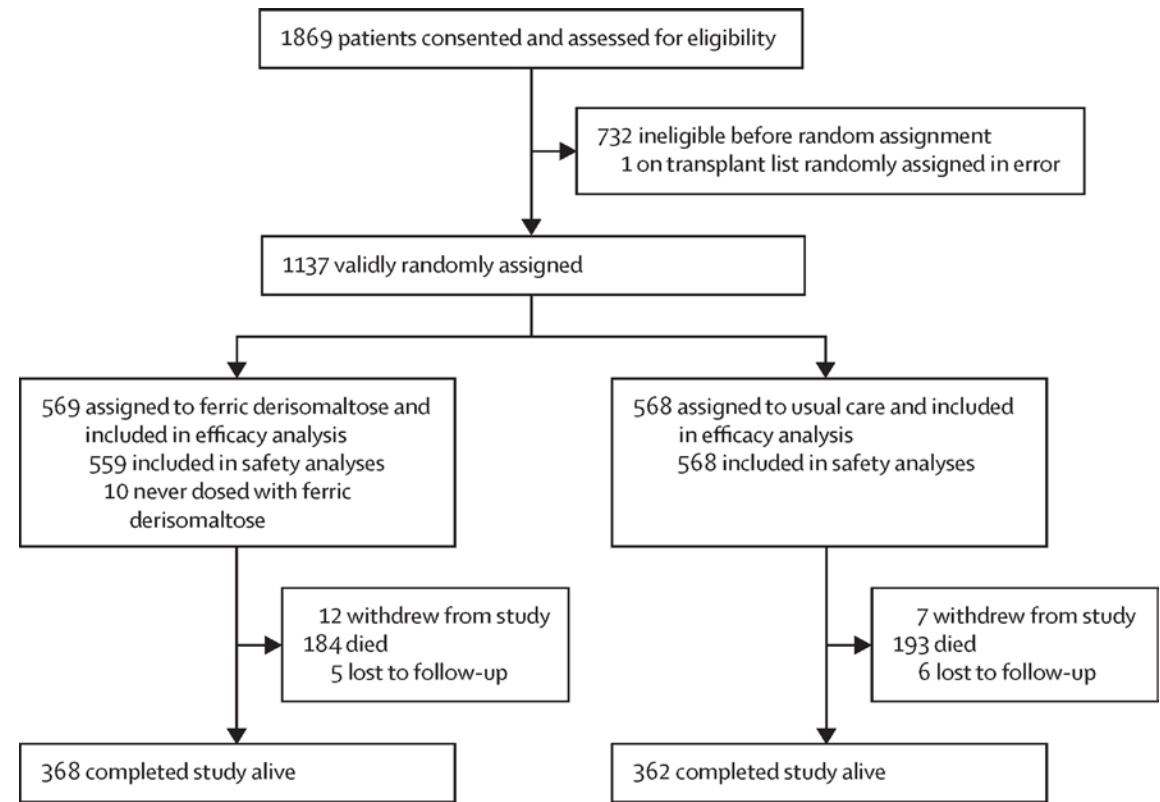 1869 patients consented and assessed for eligibility
732 ineligible before random assignment
1 on transplant list randomly assigned in error
1137 validly randomly assigned
569 assigned to ferric derisomaltose and
included in efficacy analysis
559 included in safety analyses
10 never dosed with ferric
derisomaltose
568 assigned to usual care and included
in efficacy analysis
568 included in safety analyses
12 withdrew from study
184 died
5 lost to follow-up
7 withdrew from study
193 died
6 lost to follow-up
368 completed study alive
362 completed study alive